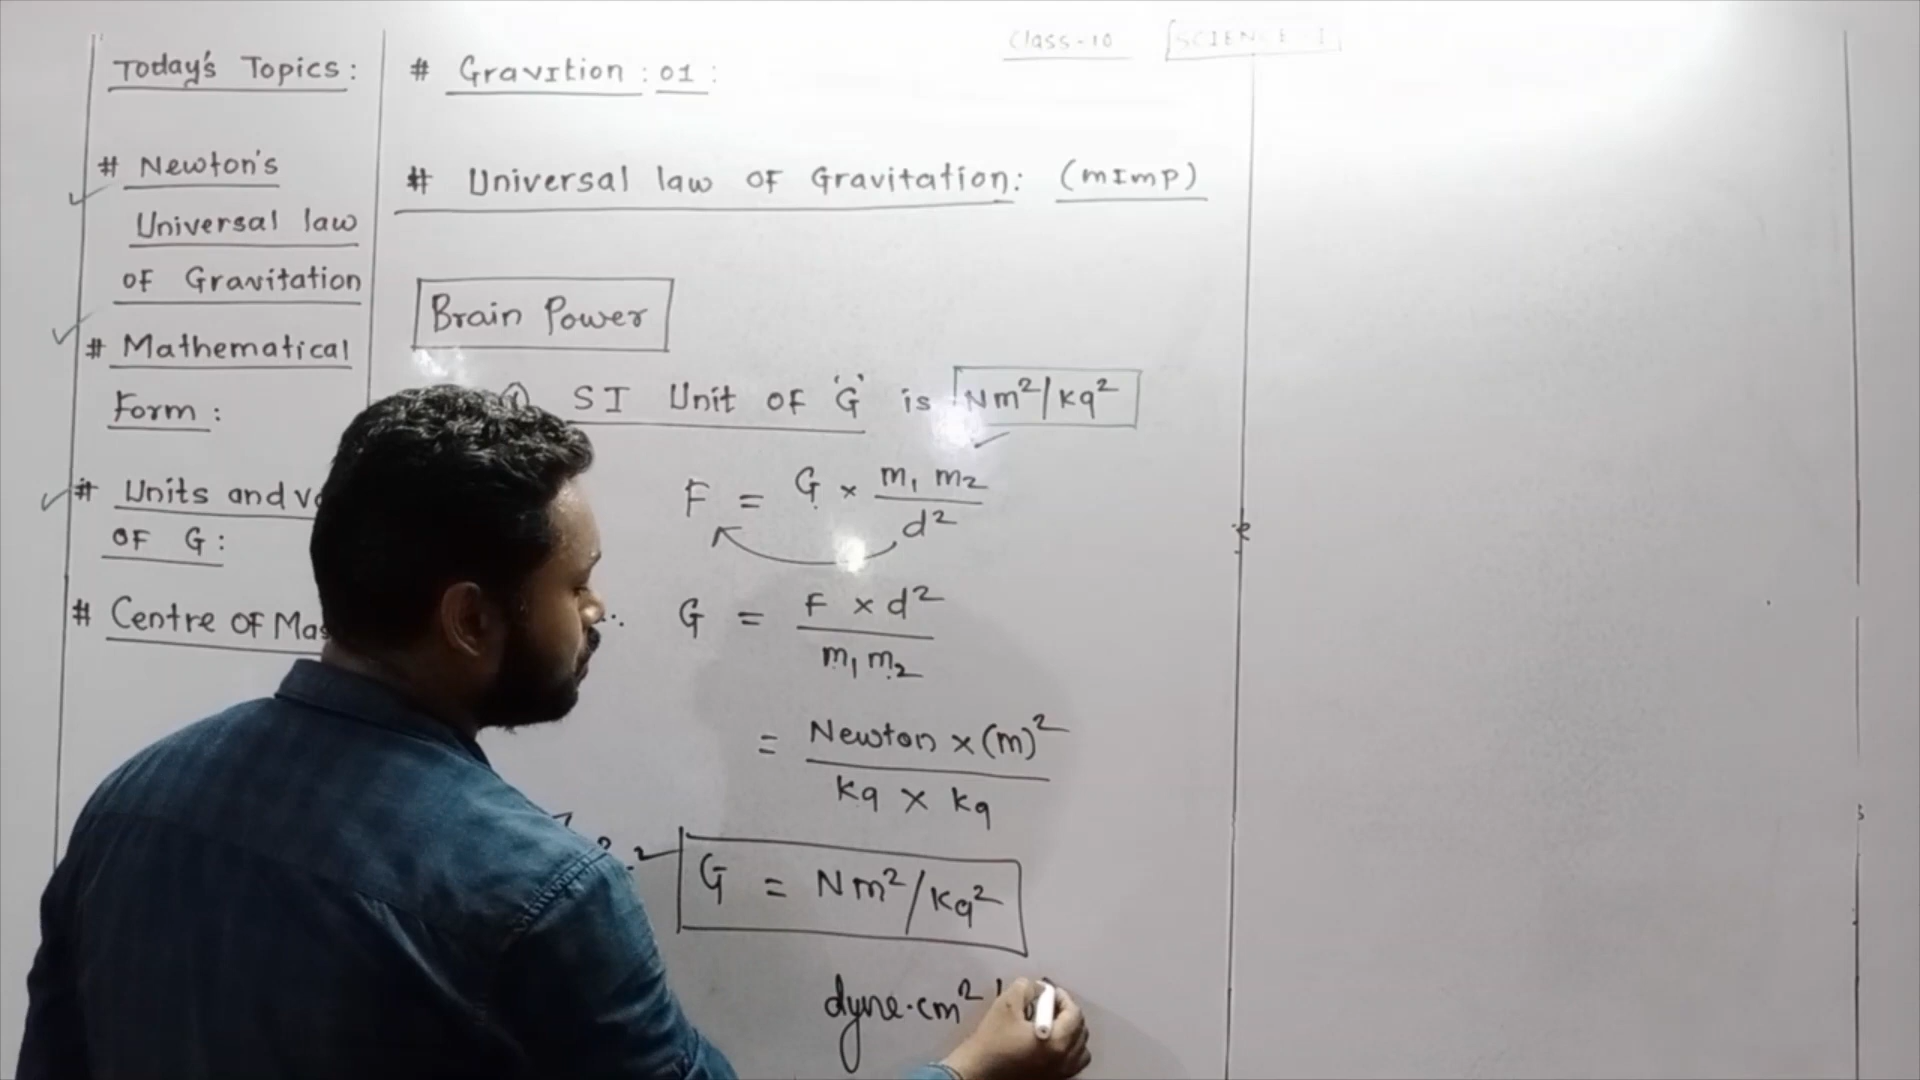 Class-10 SCIENCE-I
Today's Topics:
# Newton's
Universal law
of Gravitation
# Mathematical
Form:
# Units and
OF G:
# Centre OF
# Gravition: 01:
# Universal law OF Gravitation: (mImp)
Brain Power
SI Unit OF 'G' is Nm²/kg²
F = G × m₁ m₂ / d²
∴ G = F × d² / m₁ m₂
= Newton × (m)² / kg × kg
G = Nm²/kg²
dyne.cm²